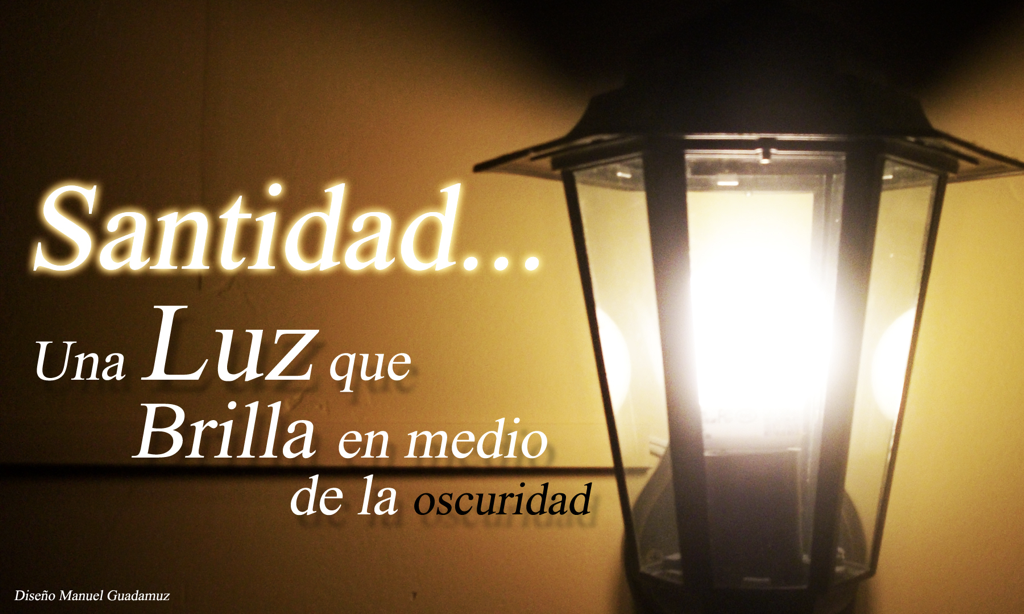 Santidad...
Una Luz que
Brilla en medio
de la oscuridad
Diseño Manuel Guadamuz